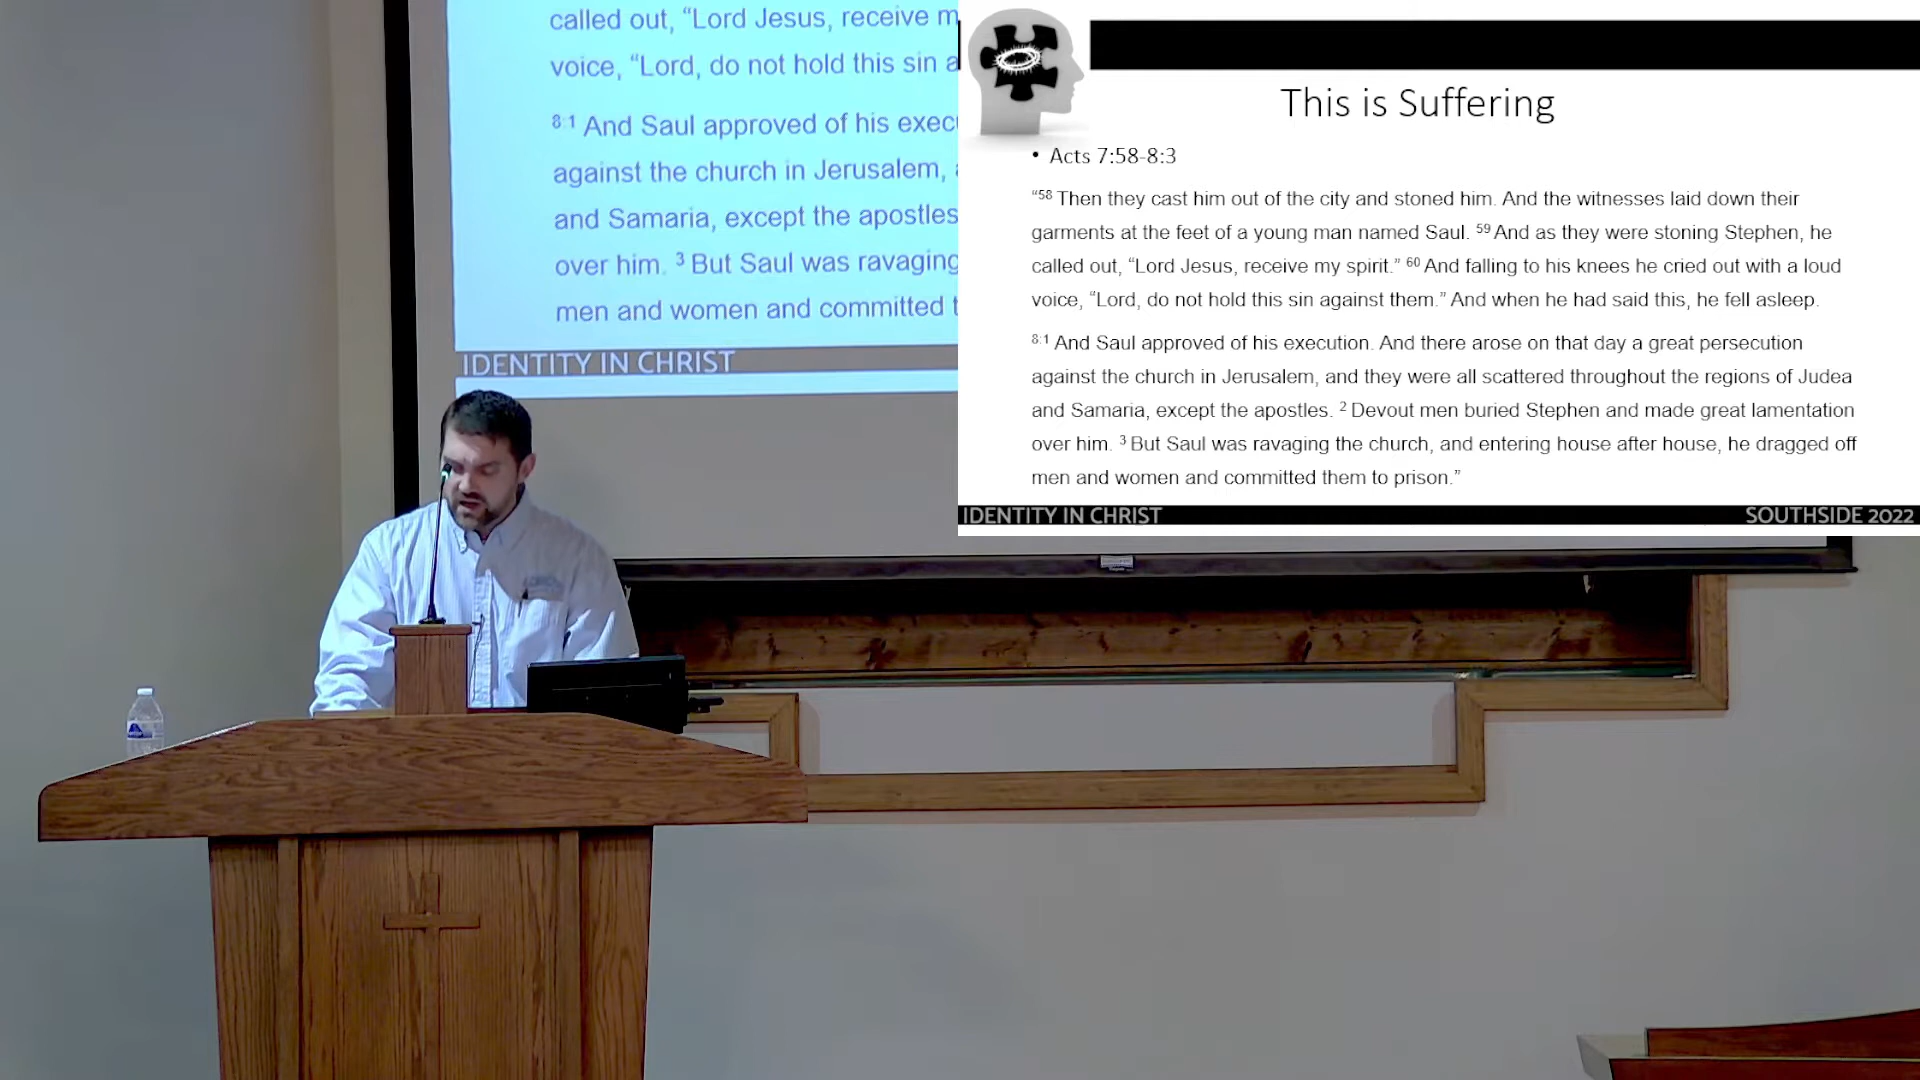 called out, “Lord Jesus, receive m
voice, “Lord, do not hold this sin a
8:1 And Saul approved of his exec
against the church in Jerusalem,
and Samaria, except the apostles
over him. 3 But Saul was ravaging
men and women and committed t
IDENTITY IN CHRIST
This is Suffering
• Acts 7:58-8:3
“58 Then they cast him out of the city and stoned him. And the witnesses laid down their
garments at the feet of a young man named Saul. 59 And as they were stoning Stephen, he
called out, “Lord Jesus, receive my spirit.” 60 And falling to his knees he cried out with a loud
voice, “Lord, do not hold this sin against them.” And when he had said this, he fell asleep.
8:1 And Saul approved of his execution. And there arose on that day a great persecution
against the church in Jerusalem, and they were all scattered throughout the regions of Judea
and Samaria, except the apostles. 2 Devout men buried Stephen and made great lamentation
over him. 3 But Saul was ravaging the church, and entering house after house, he dragged off
men and women and committed them to prison.”
IDENTITY IN CHRIST
SOUTHSIDE 2022